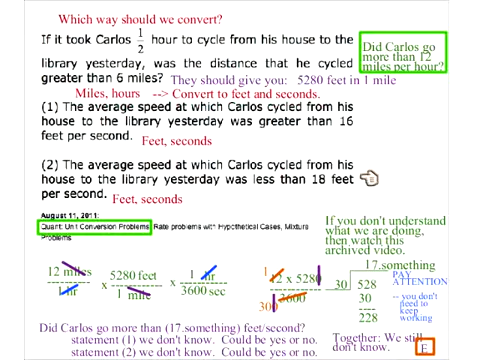 Which way should we convert?
If it took Carlos 1/2 hour to cycle from his house to the
library yesterday, was the distance that he cycled
greater than 6 miles? They should give you: 5280 feet in 1 mile
Did Carlos go
more than 12
miles per hour?
Miles, hours --> Convert to feet and seconds.
(1) The average speed at which Carlos cycled from his
house to the library yesterday was greater than 16
feet per second. Feet, seconds
(2) The average speed at which Carlos cycled from his
house to the library yesterday was less than 18 feet
per second. Feet, seconds
August 11, 2011:
Quant: Unit Conversion Problems, Rate problems with Hypothetical Cases, Mixture
Problems
If you don't understand
what we are doing,
then watch this
archived video.
12 miles / 1 hr x 5280 feet / 1 mile x 1 hr / 3600 sec
1 12 x 5280 / 3600 300
17.something
30 528
30
228
PAY
ATTENTION
-- you don't
need to
keep
working
Did Carlos go more than (17.something) feet/second?
statement (1) we don't know. Could be yes or no.
statement (2) we don't know. Could be yes or no.
Together: We still
don't know. E